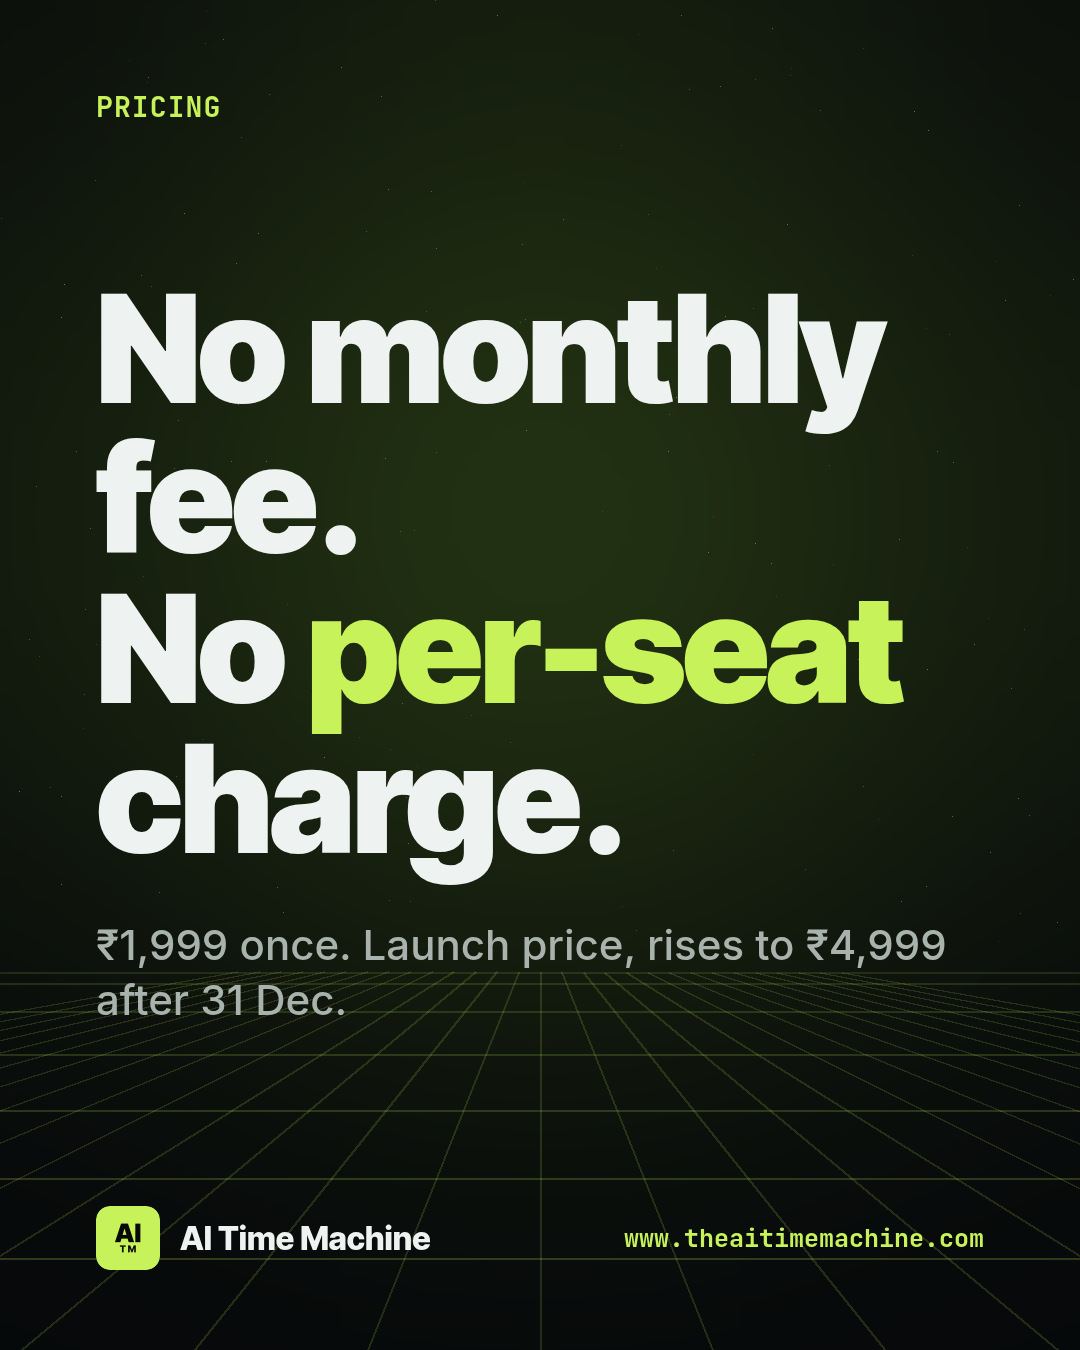 PRICING
No monthly
fee.
No per-seat
charge.
₹1,999 once. Launch price, rises to ₹4,999
after 31 Dec.
AI
TM
AI Time Machine
www.theaitimemachine.com